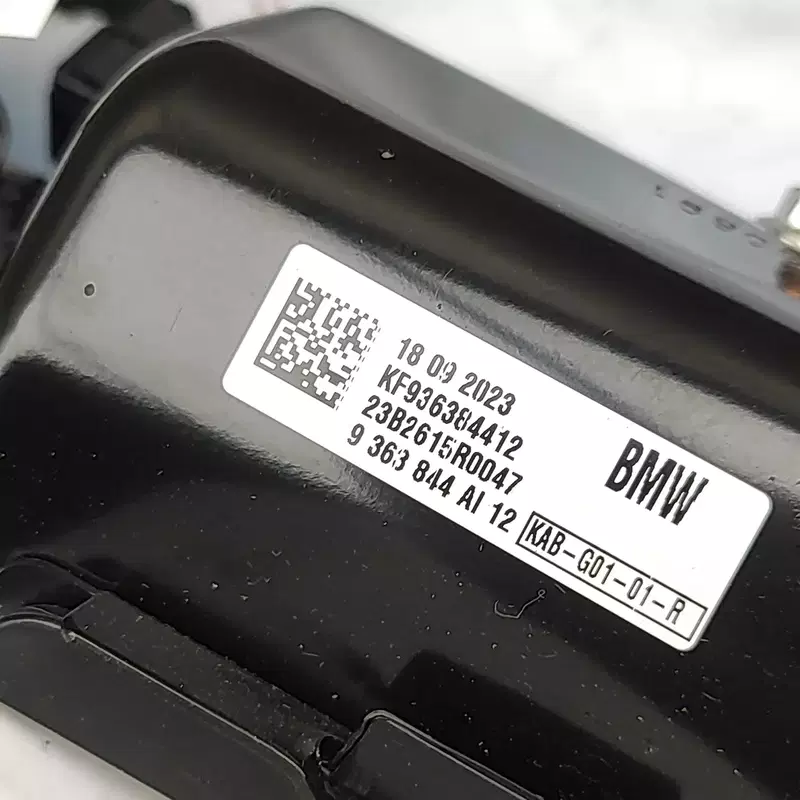 18 09 2023
KF936384412
23B2615R0047
9 363 844 AI 12
BMW
KAB-G01-01-R